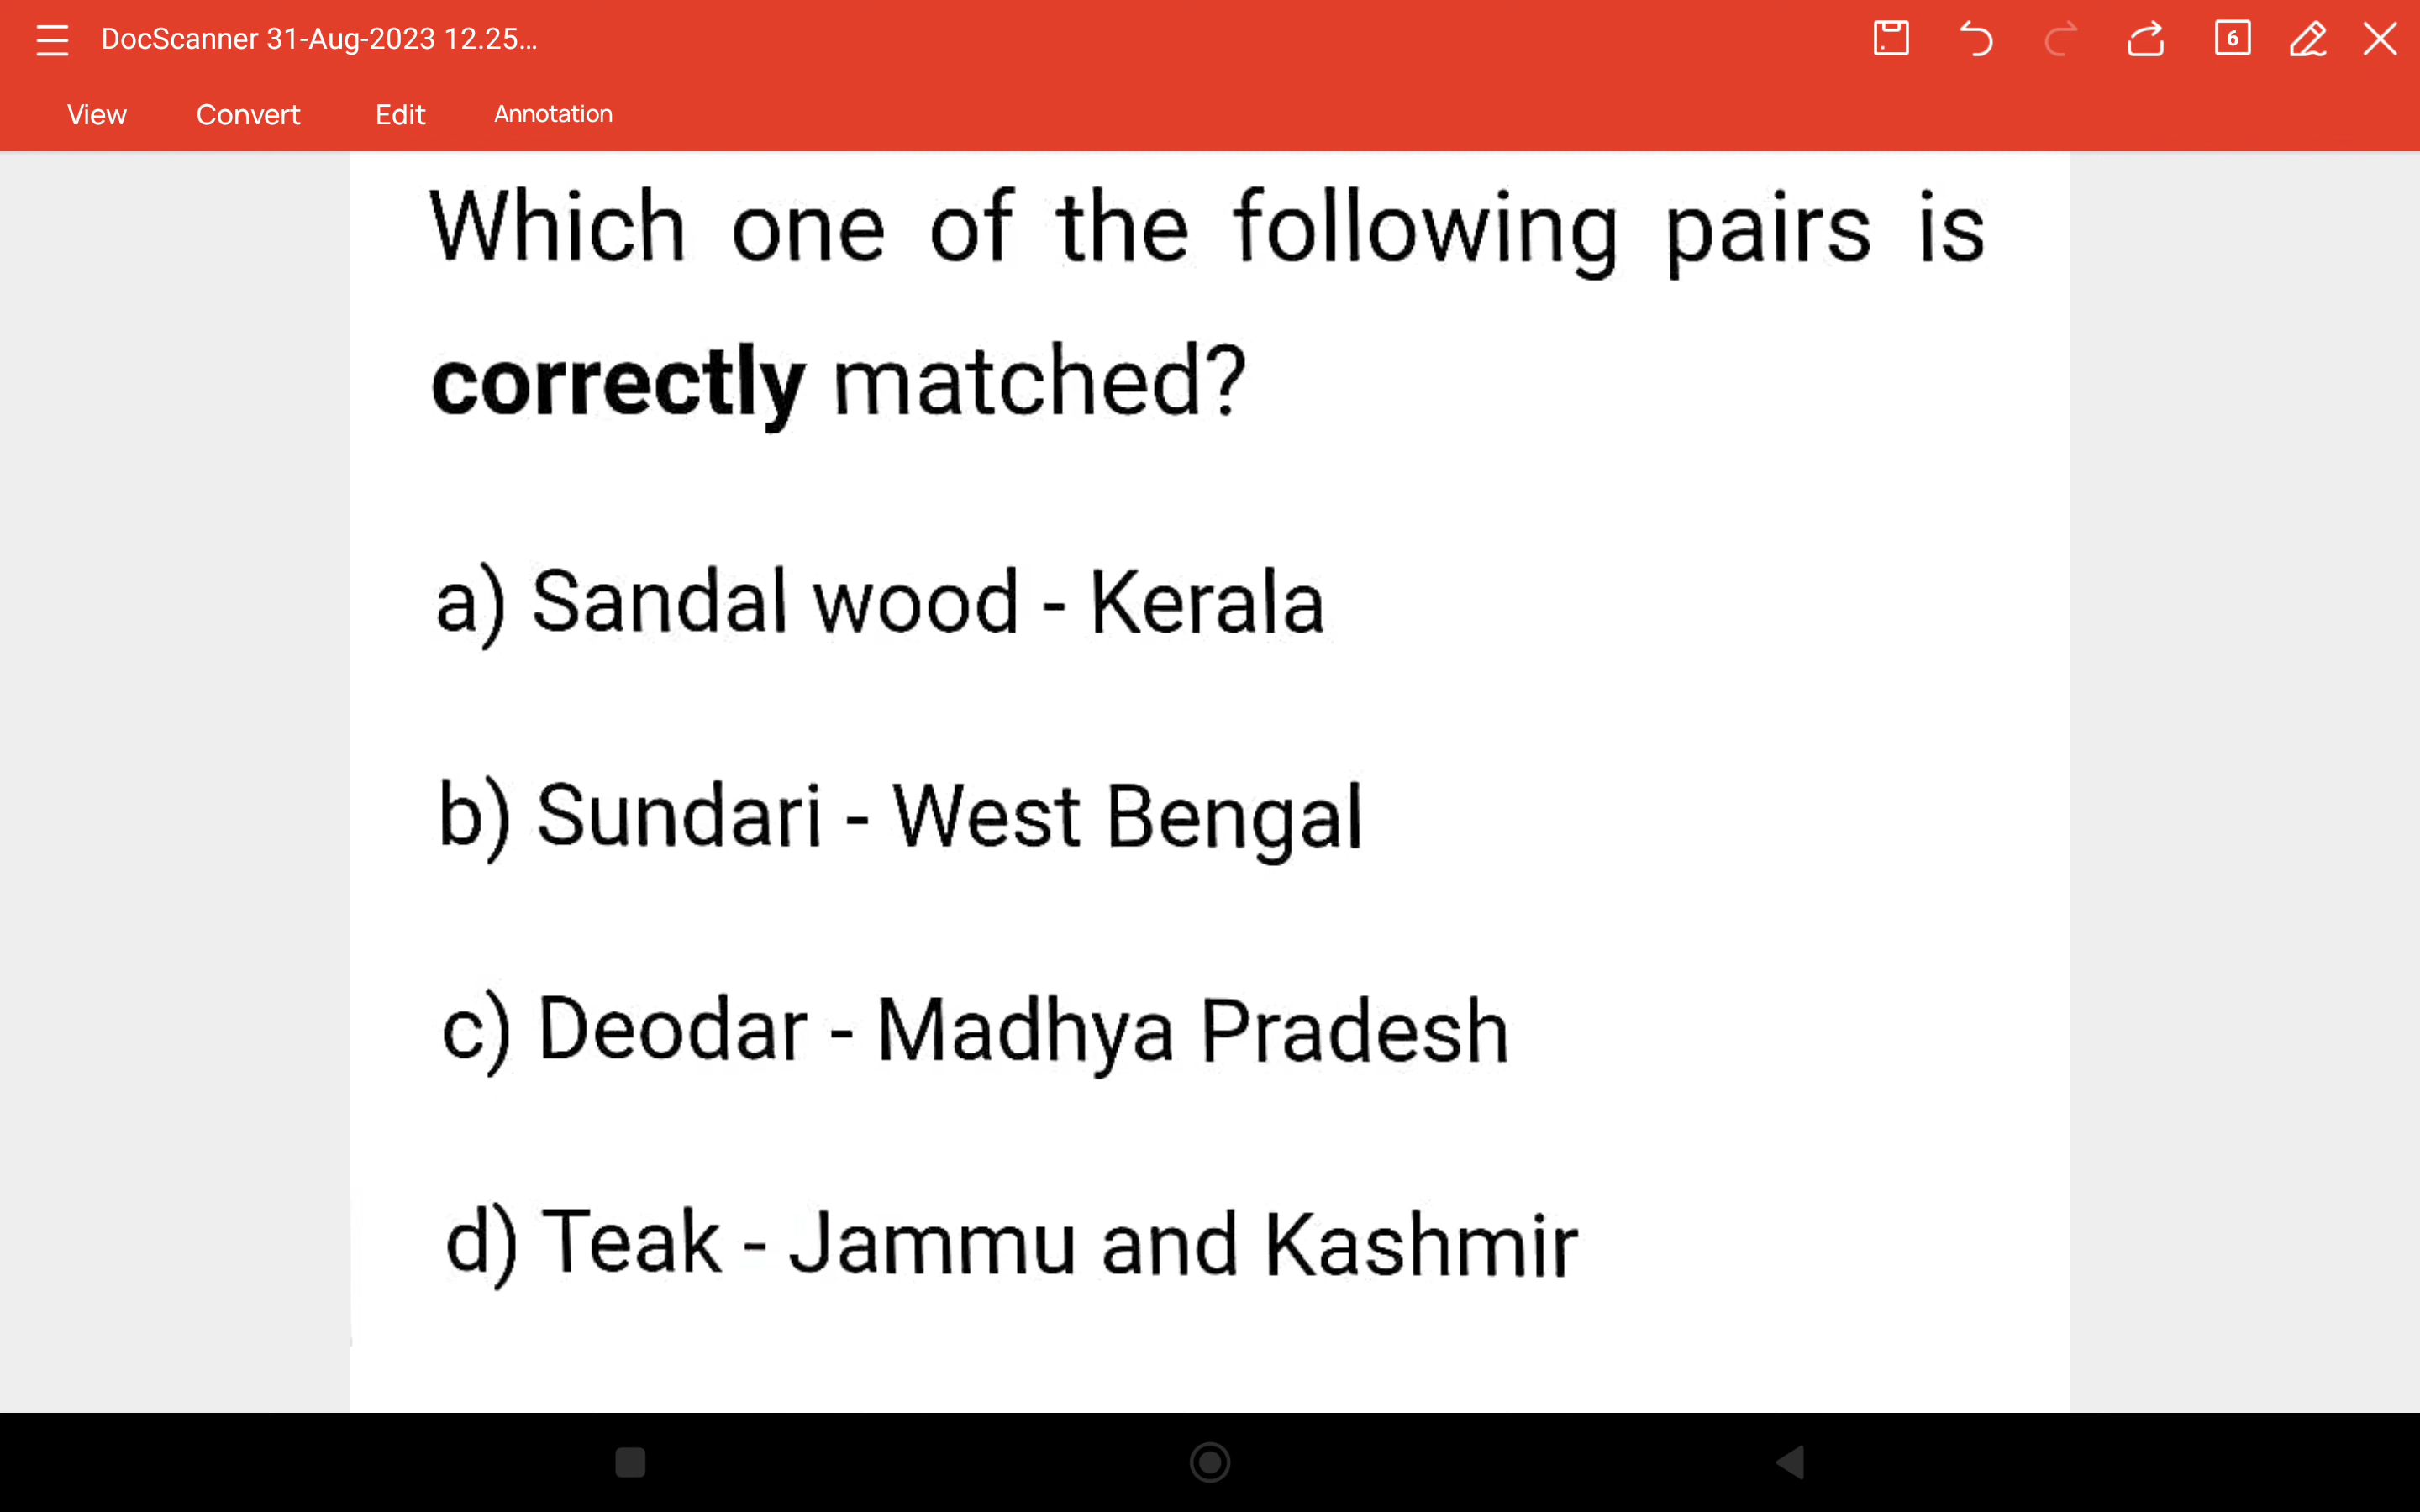 DocScanner 31-Aug-2023 12.25...
6
View Convert Edit Annotation
Which one of the following pairs is
correctly matched?
a) Sandal wood - Kerala
b) Sundari - West Bengal
c) Deodar - Madhya Pradesh
d) Teak - Jammu and Kashmir